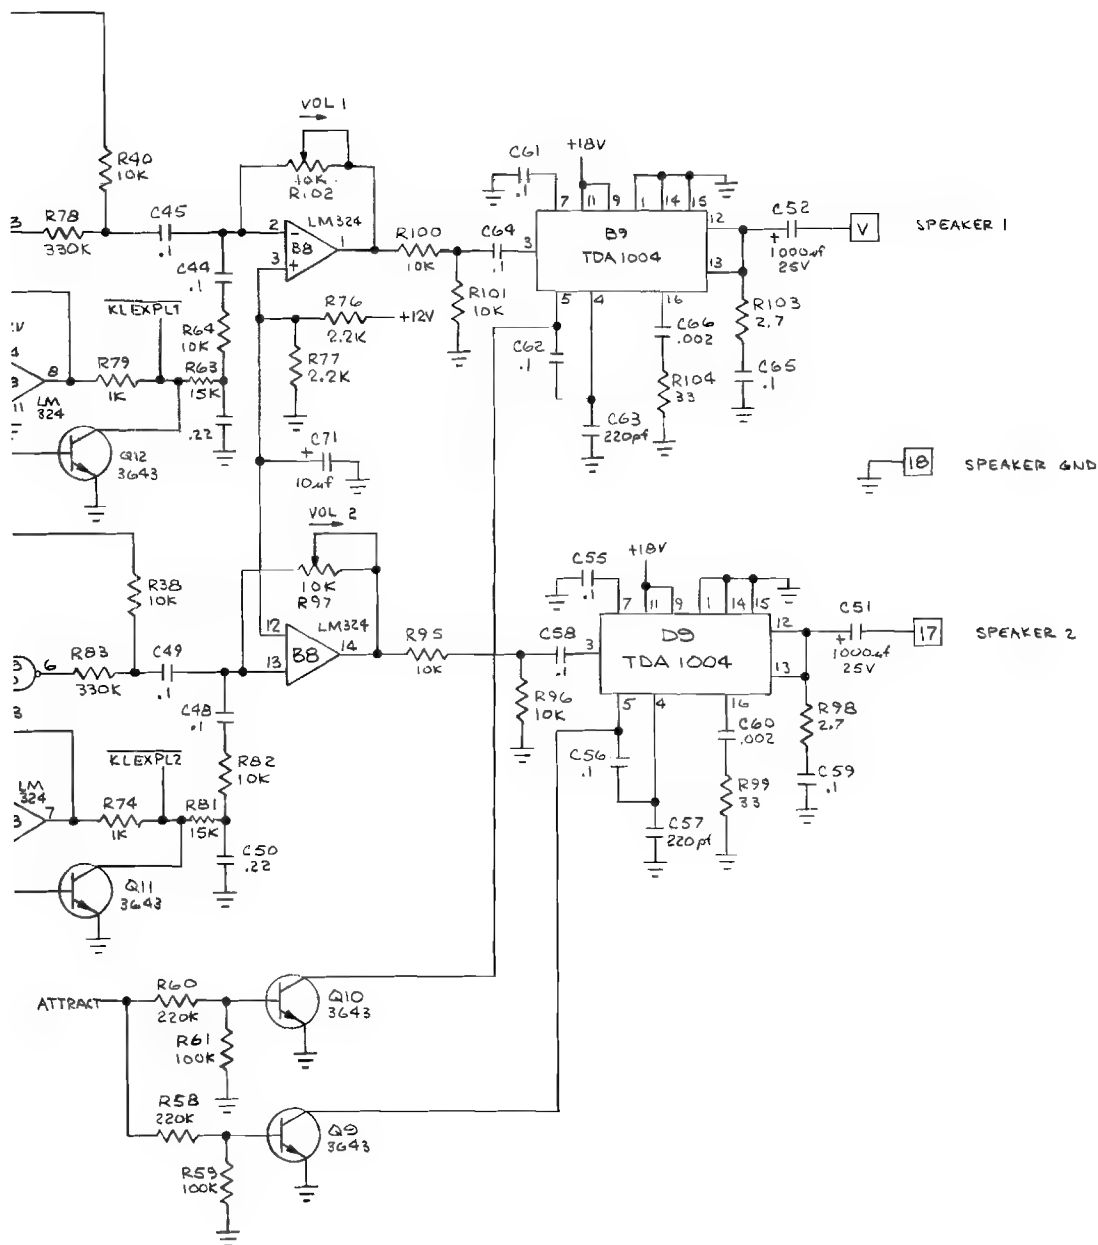 VOL 1
R40
10K
10K
R102
3
R78
330K
C45
.1
2
−
LM324
B8
1
3
+
R100
10K
C64
.1
R101
10K
C61
.1
+18V
7
11
9
1
14
15
3
B9
TDA 1004
12
13
5
4
16
C52
+
1000uf
25V
V
SPEAKER 1
C44
.1
KLEXPL1
R64
10K
R76
2.2K
+12V
R77
2.2K
C62
.1
C66
.002
R103
2.7
R104
33
C65
.1
C63
220pf
8
R79
1K
R63
15K
11
LM
324
.22
Q12
3643
+
C71
10uf
18
SPEAKER GND
VOL 2
10K
R97
R38
10K
6
R83
330K
C49
.1
12
13
LM324
B8
14
R95
10K
C58
.1
R96
10K
C55
.1
+18V
7
11
9
1
14
15
3
D9
TDA 1004
12
13
5
4
16
C51
+
1000uf
25V
17
SPEAKER 2
C48
.1
KLEXPL2
R82
10K
C56
.1
C60
.002
R98
2.7
R99
33
C59
.1
C57
220pf
LM
324
7
R74
1K
R81
15K
C50
.22
Q11
3643
ATTRACT
R60
220K
R61
100K
Q10
3643
R58
220K
R59
100K
Q9
3643